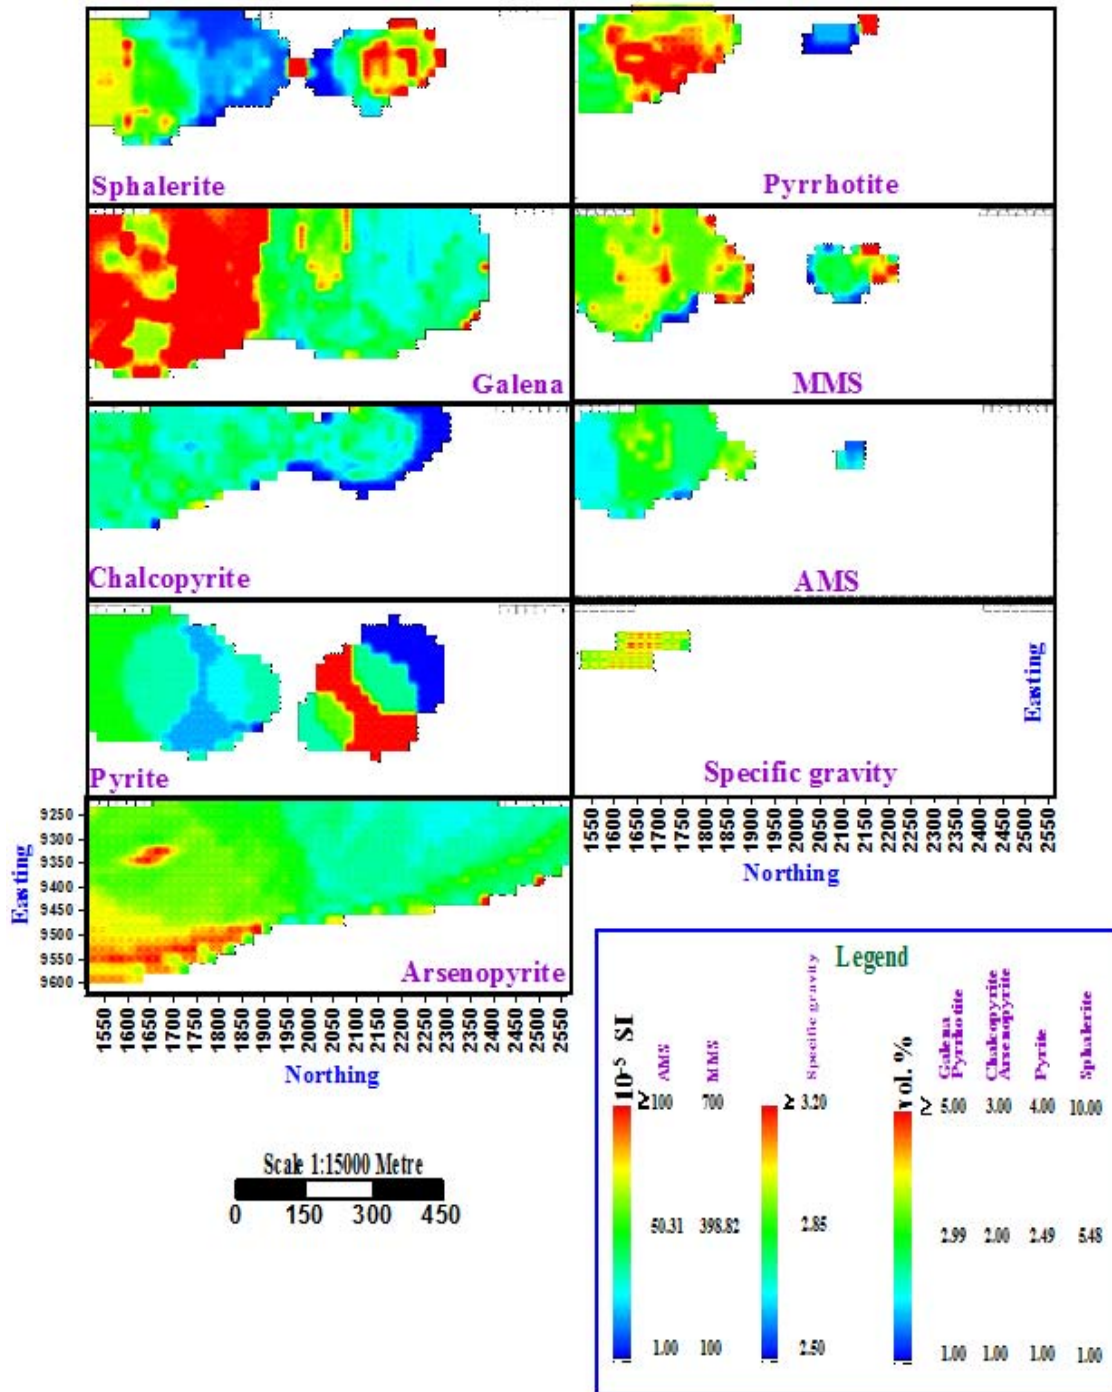 Sphalerite
Pyrrhotite
Galena
MMS
Chalcopyrite
AMS
Pyrite
Specific gravity
Easting
Arsenopyrite
Easting
9250
9300
9350
9400
9450
9500
9550
9600
1550 1650 1700 1750 1800 1850 1900 1950 2000 2050 2100 2150 2200 2250 2300 2350 2400 2450 2500 2550
Northing
15550 1600 1650 1700 1750 1800 1850 1900 1950 2000 2050 2100 2150 2200 2250 2300 2350 2400 2450 2500 2550
Northing
Scale 1:15000 Metre
0 150 300 450
Legend
10⁻⁵ SI
AMS
MMS
Specific gravity
vol. %
Galena
Pyrrhotite
Chalcopyrite
Arsenopyrite
Pyrite
Sphalerite
≥100 700 ≥ 3.20 ≥ 5.00 3.00 4.00 10.00
50.31 398.82 2.85 2.99 2.00 2.49 5.48
1.00 100 2.50 1.00 1.00 1.00 1.00